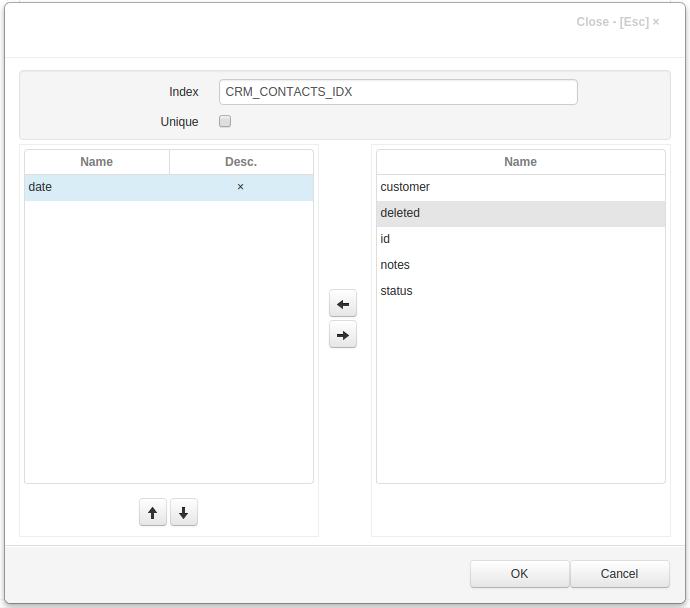 Close - [Esc] ×
Index CRM_CONTACTS_IDX
Unique
Name Desc.
date ×
Name
customer
deleted
id
notes
status
OK Cancel